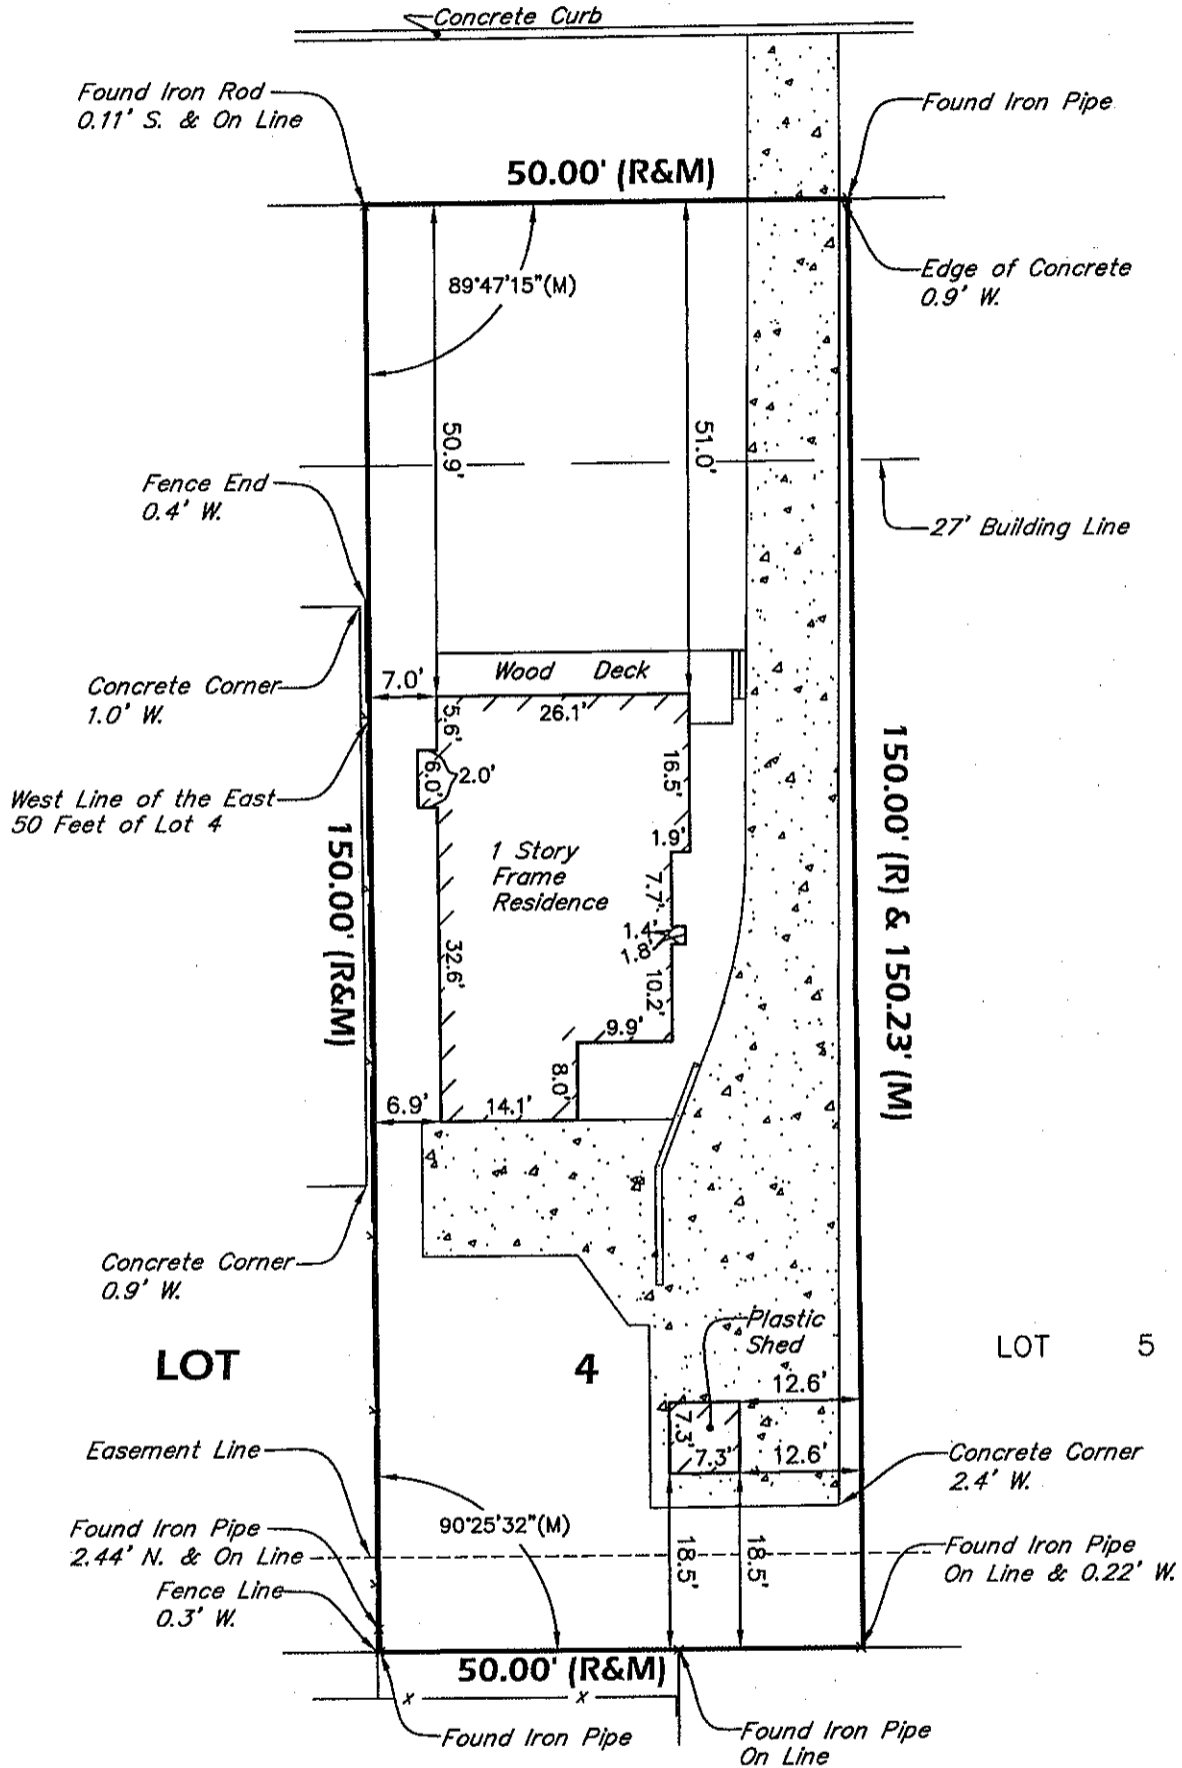 Concrete Curb
Found Iron Rod
0.11' S. & On Line
Found Iron Pipe
50.00' (R&M)
Edge of Concrete
0.9' W.
89°47'15"(M)
50.9'
51.0'
Fence End
0.4' W.
27' Building Line
Concrete Corner
1.0' W.
7.0'
Wood Deck
26.1'
5.6'
6.0'
2.0'
16.5'
West Line of the East
50 Feet of Lot 4
150.00' (R&M)
150.00' (R) & 150.23' (M)
1 Story
Frame
Residence
1.9'
7.7'
1.4'
1.8'
10.2'
32.6'
9.9'
8.0'
6.9'
14.1'
Concrete Corner
0.9' W.
Plastic
Shed
LOT 4
LOT 5
12.6'
7.3'
7.3'
12.6'
Easement Line
Concrete Corner
2.4' W.
90°25'32"(M)
Found Iron Pipe
2.44' N. & On Line
18.5'
18.5'
Found Iron Pipe
On Line & 0.22' W.
Fence Line
0.3' W.
50.00' (R&M)
x x
Found Iron Pipe
Found Iron Pipe
On Line